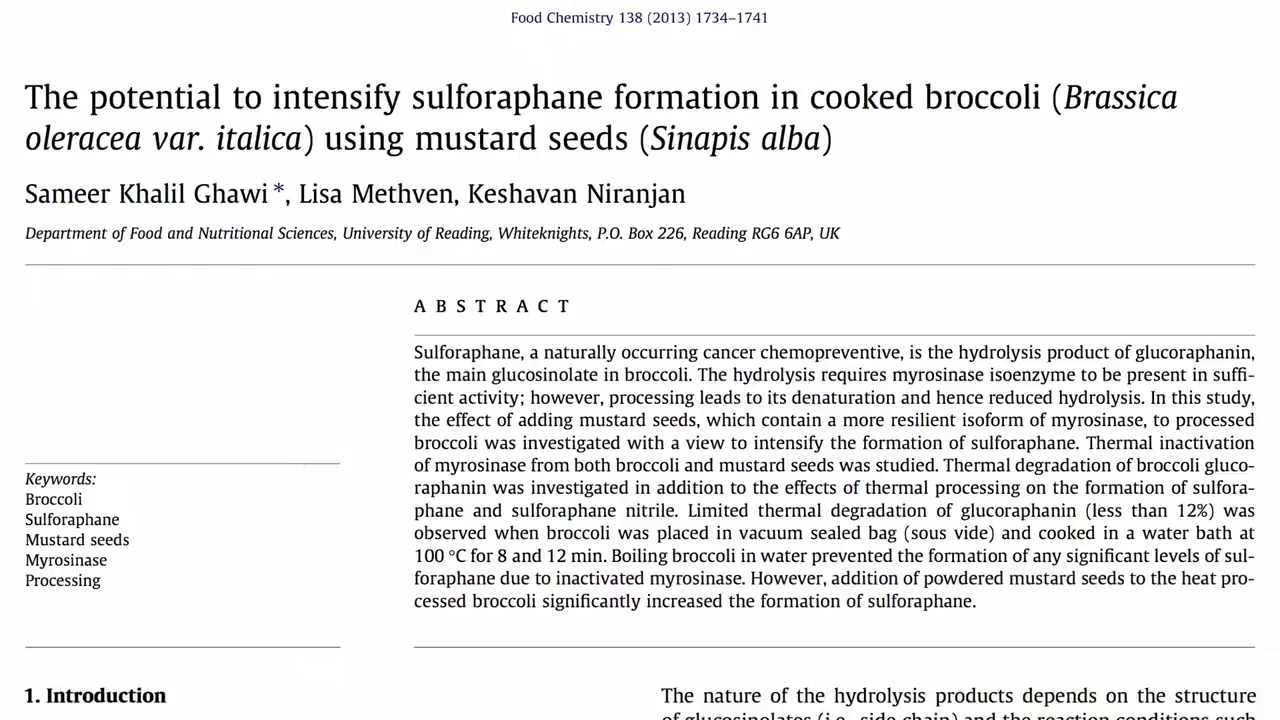 Food Chemistry 138 (2013) 1734–1741
The potential to intensify sulforaphane formation in cooked broccoli (Brassica
oleracea var. italica) using mustard seeds (Sinapis alba)
Sameer Khalil Ghawi *, Lisa Methven, Keshavan Niranjan
Department of Food and Nutritional Sciences, University of Reading, Whiteknights, P.O. Box 226, Reading RG6 6AP, UK
A B S T R A C T
Sulforaphane, a naturally occurring cancer chemopreventive, is the hydrolysis product of glucoraphanin,
the main glucosinolate in broccoli. The hydrolysis requires myrosinase isoenzyme to be present in suffi-
cient activity; however, processing leads to its denaturation and hence reduced hydrolysis. In this study,
the effect of adding mustard seeds, which contain a more resilient isoform of myrosinase, to processed
broccoli was investigated with a view to intensify the formation of sulforaphane. Thermal inactivation
of myrosinase from both broccoli and mustard seeds was studied. Thermal degradation of broccoli gluco-
raphanin was investigated in addition to the effects of thermal processing on the formation of sulfora-
phane and sulforaphane nitrile. Limited thermal degradation of glucoraphanin (less than 12%) was
observed when broccoli was placed in vacuum sealed bag (sous vide) and cooked in a water bath at
100 °C for 8 and 12 min. Boiling broccoli in water prevented the formation of any significant levels of sul-
foraphane due to inactivated myrosinase. However, addition of powdered mustard seeds to the heat pro-
cessed broccoli significantly increased the formation of sulforaphane.
Keywords:
Broccoli
Sulforaphane
Mustard seeds
Myrosinase
Processing
1. Introduction
The nature of the hydrolysis products depends on the structure
of glucosinolates (i.e., side chain) and the reaction conditions such